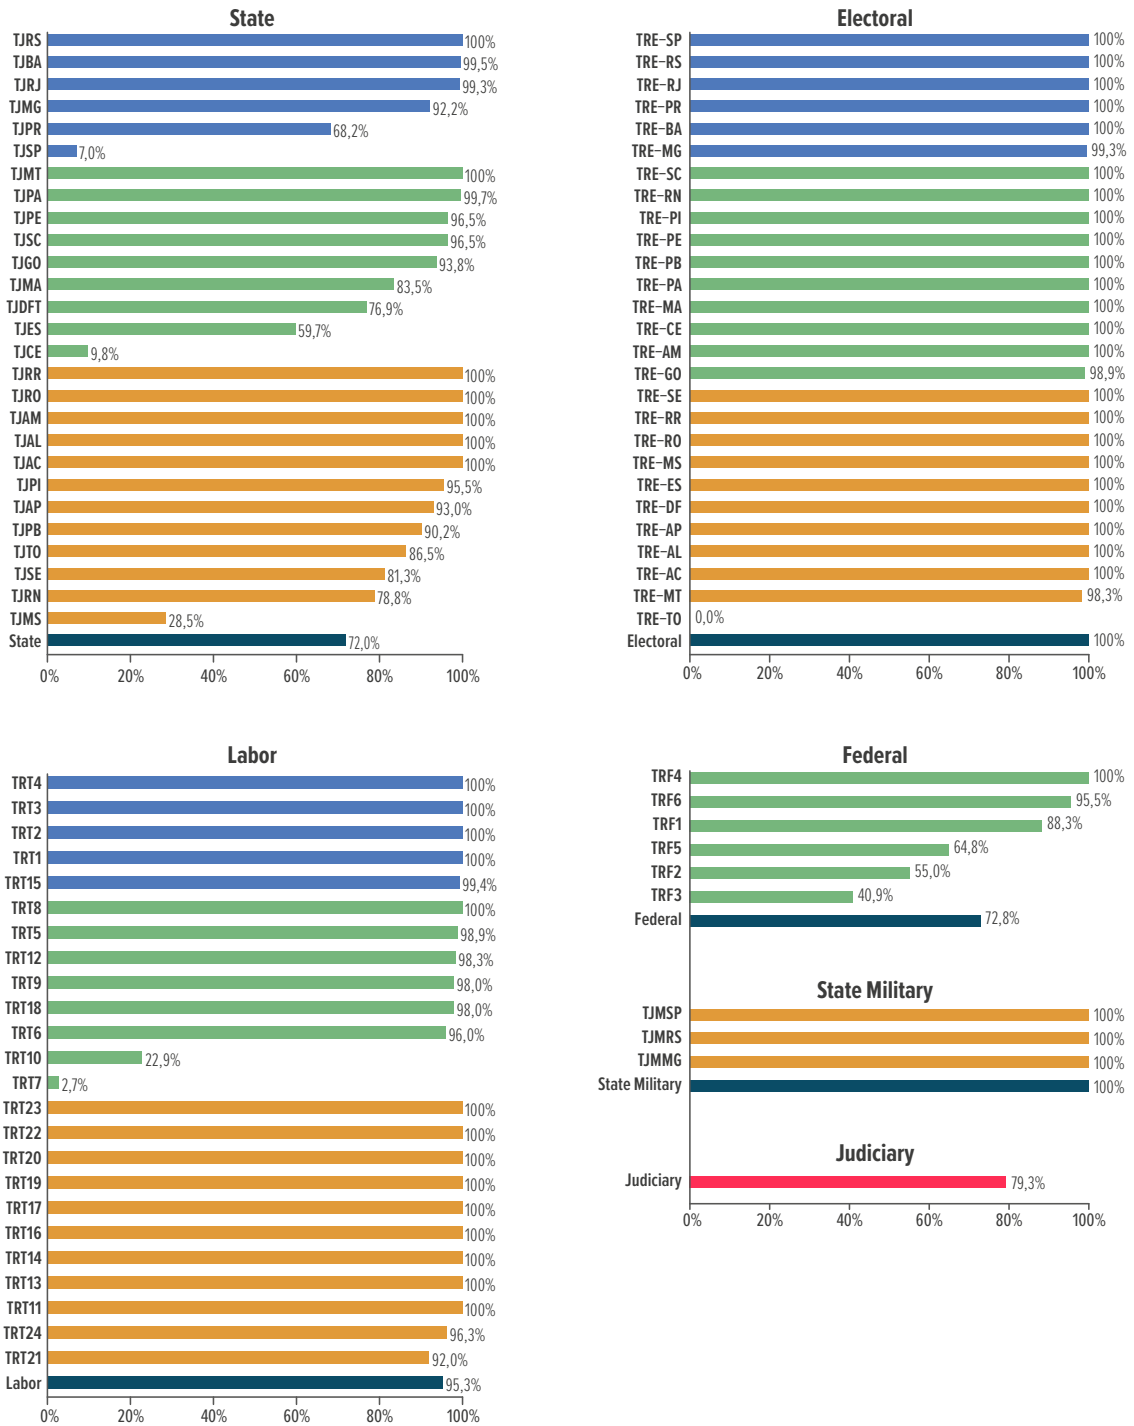 State
TJRS 100%
TJBA 99,5%
TJRJ 99,3%
TJMG 92,2%
TJPR 68,2%
TJSP 7,0%
TJMT 100%
TJPA 99,7%
TJPE 96,5%
TJSC 96,5%
TJGO 93,8%
TJMA 83,5%
TJDFT 76,9%
TJES 59,7%
TJCE 9,8%
TJRR 100%
TJRO 100%
TJAM 100%
TJAL 100%
TJAC 100%
TJPI 95,5%
TJAP 93,0%
TJPB 90,2%
TJTO 86,5%
TJSE 81,3%
TJRN 78,8%
TJMS 28,5%
State 72,0%
0% 20% 40% 60% 80% 100%
Electoral
TRE-SP 100%
TRE-RS 100%
TRE-RJ 100%
TRE-PR 100%
TRE-BA 100%
TRE-MG 99,3%
TRE-SC 100%
TRE-RN 100%
TRE-PI 100%
TRE-PE 100%
TRE-PB 100%
TRE-PA 100%
TRE-MA 100%
TRE-CE 100%
TRE-AM 100%
TRE-GO 98,9%
TRE-SE 100%
TRE-RR 100%
TRE-RO 100%
TRE-MS 100%
TRE-ES 100%
TRE-DF 100%
TRE-AP 100%
TRE-AL 100%
TRE-AC 100%
TRE-MT 98,3%
TRE-TO 0,0%
Electoral 100%
0% 20% 40% 60% 80% 100%
Labor
TRT4 100%
TRT3 100%
TRT2 100%
TRT1 100%
TRT15 99,4%
TRT8 100%
TRT5 98,9%
TRT12 98,3%
TRT9 98,0%
TRT18 98,0%
TRT6 96,0%
TRT10 22,9%
TRT7 2,7%
TRT23 100%
TRT22 100%
TRT20 100%
TRT19 100%
TRT17 100%
TRT16 100%
TRT14 100%
TRT13 100%
TRT11 100%
TRT24 96,3%
TRT21 92,0%
Labor 95,3%
0% 20% 40% 60% 80% 100%
Federal
TRF4 100%
TRF6 95,5%
TRF1 88,3%
TRF5 64,8%
TRF2 55,0%
TRF3 40,9%
Federal 72,8%
State Military
TJMSP 100%
TJMRS 100%
TJMMG 100%
State Military 100%
Judiciary
Judiciary 79,3%
0% 20% 40% 60% 80% 100%